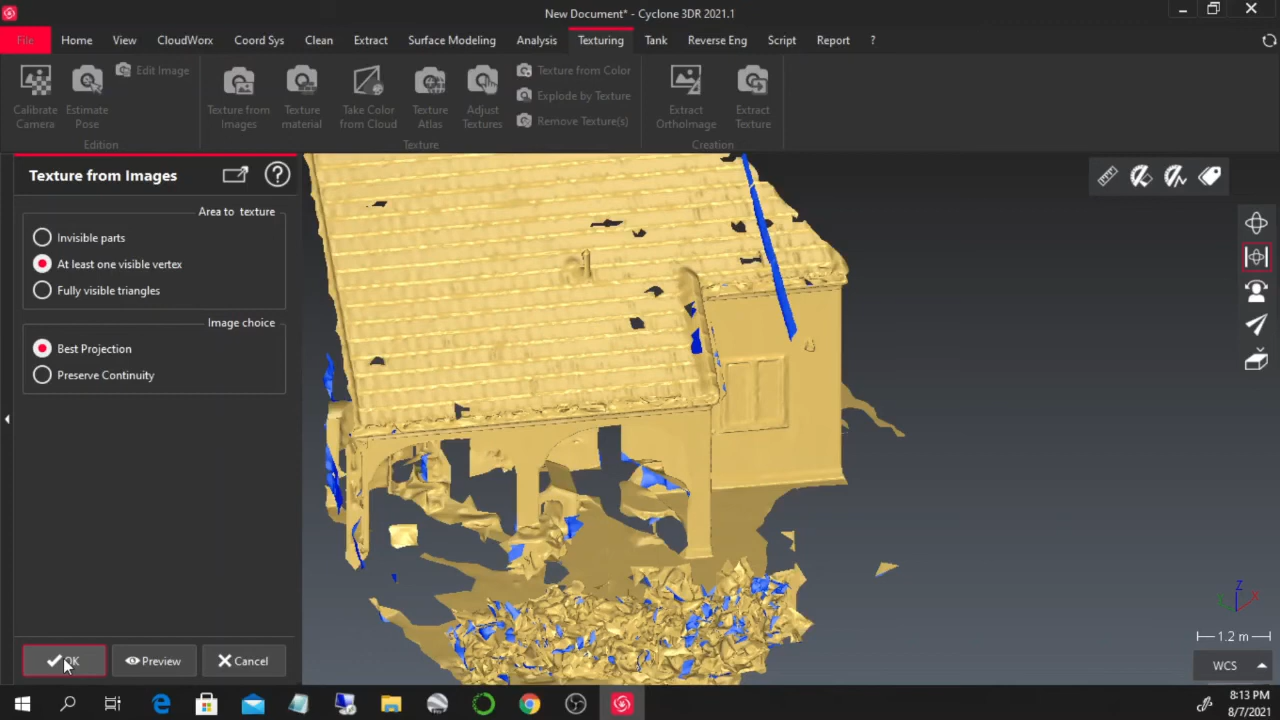 New Document* - Cyclone 3DR 2021.1
File Home View CloudWorx Coord Sys Clean Extract Surface Modeling Analysis Texturing Tank Reverse Eng Script Report ?
Calibrate Camera
Estimate Pose
Edit Image
Edition
Texture from Images
Texture material
Take Color from Cloud
Texture Atlas
Adjust Textures
Texture from Color
Explode by Texture
Remove Texture(s)
Texture
Extract OrthoImage
Extract Texture
Creation
Texture from Images
Area to texture
Invisible parts
At least one visible vertex
Fully visible triangles
Image choice
Best Projection
Preserve Continuity
OK Preview Cancel
Z
X
1.2 m
WCS
8:13 PM
8/7/2021